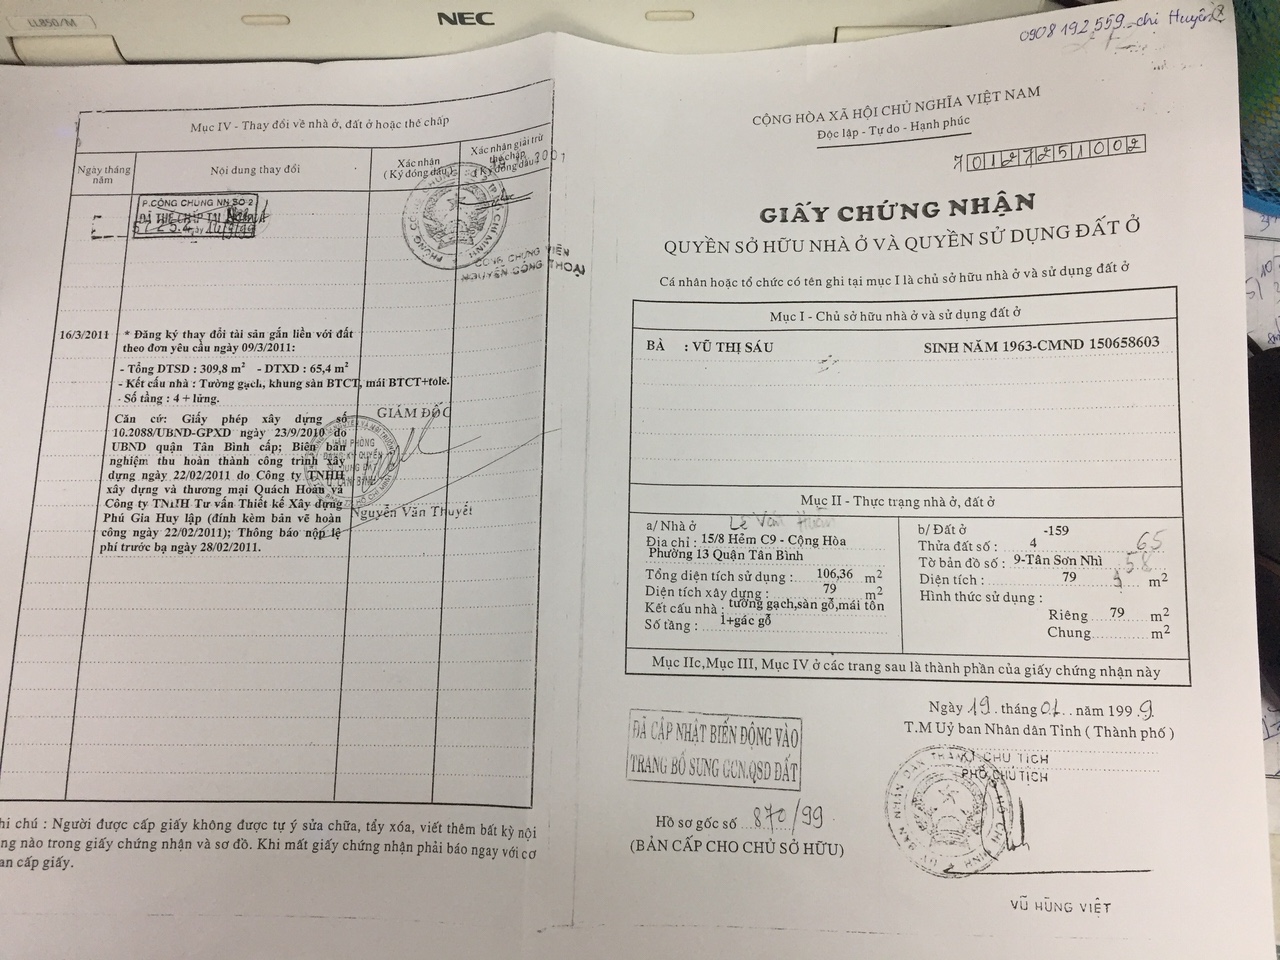 LL850/M
NEC
0908 192 559 - chi Huyên
Mục IV - Thay đổi về nhà ở, đất ở hoặc thế chấp
Ngày tháng năm
Nội dung thay đổi
Xác nhận
(Ký đóng dấu)
Xác nhận giải trừ
thế chấp
(Ký đóng dấu)
P.CÔNG CHỨNG NN SỐ 2
ĐÃ THẾ CHẤP TẠI
CÔNG CHỨNG VIÊN
NGUYỄN CÔNG THOẠI
16/3/2011
* Đăng ký thay đổi tài sản gắn liền với đất
theo đơn yêu cầu ngày 09/3/2011:
- Tổng DTSD : 309,8 m² - DTXD : 65,4 m²
- Kết cấu nhà : Tường gạch, khung sàn BTCT, mái BTCT+tole.
- Số tầng : 4 + lửng.
Căn cứ: Giấy phép xây dựng số
10.2088/UBND-GPXD ngày 23/9/2010 do
UBND quận Tân Bình cấp; Biên bản
nghiệm thu hoàn thành công trình xây
dựng ngày 22/02/2011 do Công ty TNHH
xây dựng và thương mại Quách Hoàn và
Công ty TNHH Tư vấn Thiết kế Xây dựng
Phú Gia Huy lập (đính kèm bản vẽ hoàn
công ngày 22/02/2011); Thông báo nộp lệ
phí trước bạ ngày 28/02/2011.
GIÁM ĐỐC
Nguyễn Văn Thuyết
hi chú : Người được cấp giấy không được tự ý sửa chữa, tẩy xóa, viết thêm bất kỳ nội
ng nào trong giấy chứng nhận và sơ đồ. Khi mất giấy chứng nhận phải báo ngay với cơ
an cấp giấy.
CỘNG HÒA XÃ HỘI CHỦ NGHĨA VIỆT NAM
Độc lập - Tự do - Hạnh phúc
70127251002
GIẤY CHỨNG NHẬN
QUYỀN SỞ HỮU NHÀ Ở VÀ QUYỀN SỬ DỤNG ĐẤT Ở
Cá nhân hoặc tổ chức có tên ghi tại mục I là chủ sở hữu nhà ở và sử dụng đất ở
Mục I - Chủ sở hữu nhà ở và sử dụng đất ở
BÀ : VŨ THỊ SÁU SINH NĂM 1963-CMND 150658603
Mục II - Thực trạng nhà ở, đất ở
a/ Nhà ở Lê Văn Huân
Địa chỉ : 15/8 Hẻm C9 - Cộng Hòa
Phường 13 Quận Tân Bình
Tổng diện tích sử dụng : 106,36 m²
Diện tích xây dựng : 79 m²
Kết cấu nhà : tường gạch,sàn gỗ,mái tôn
Số tầng : 1+gác gỗ
b/ Đất ở -159
Thửa đất số : 4 65
Tờ bản đồ số : 9-Tân Sơn Nhì 58
Diện tích : 79 m²
Hình thức sử dụng :
Riêng 79 m²
Chung m²
Mục IIc,Mục III, Mục IV ở các trang sau là thành phần của giấy chứng nhận này
Ngày 19 tháng 01 năm 1999
T.M Uỷ ban Nhân dân Tỉnh ( Thành phố )
KT CHỦ TỊCH
PHÓ CHỦ TỊCH
ĐÃ CẬP NHẬT BIẾN ĐỘNG VÀO
TRANG BỔ SUNG GCN.QSD ĐẤT
Hồ sơ gốc số 870/99
(BẢN CẤP CHO CHỦ SỞ HỮU)
VŨ HÙNG VIỆT